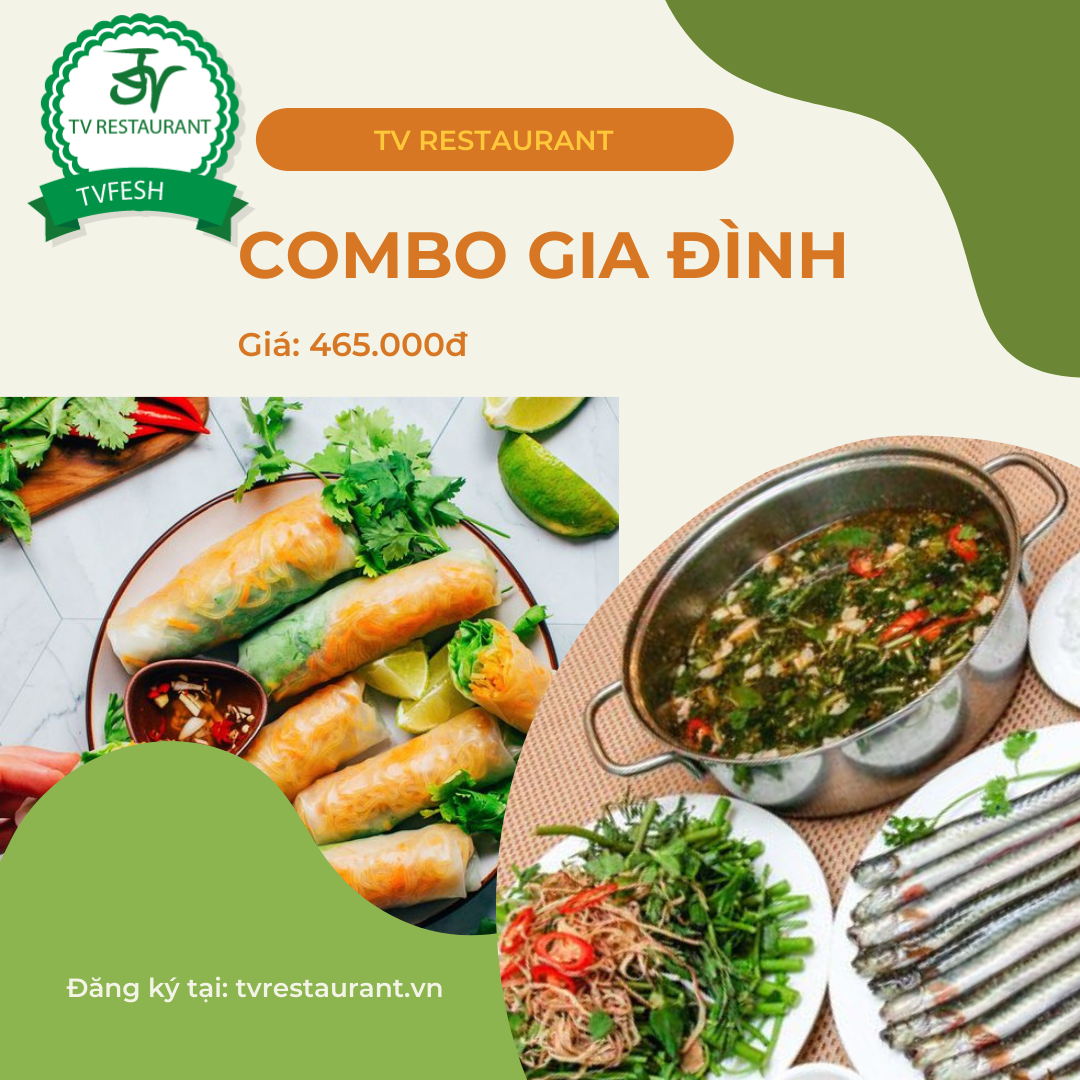 TV RESTAURANT
TVFESH
TV RESTAURANT
COMBO GIA ĐÌNH
Giá: 465.000đ
Đăng ký tại: tvrestaurant.vn